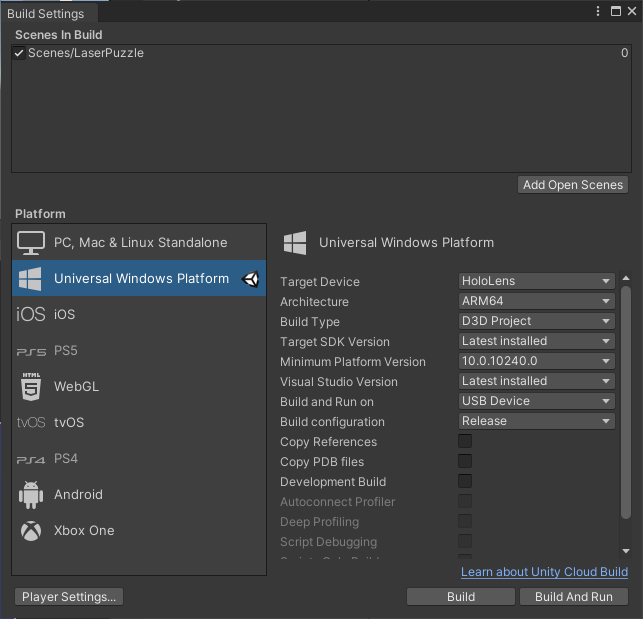 Build Settings
Scenes In Build
Scenes/LaserPuzzle 0
Add Open Scenes
Platform
PC, Mac & Linux Standalone
Universal Windows Platform
iOS iOS
PS5 PS5
HTML 5 WebGL
tvOS tvOS
PS4 PS4
Android
Xbox One
Universal Windows Platform
Target Device HoloLens
Architecture ARM64
Build Type D3D Project
Target SDK Version Latest installed
Minimum Platform Version 10.0.10240.0
Visual Studio Version Latest installed
Build and Run on USB Device
Build configuration Release
Copy References
Copy PDB files
Development Build
Autoconnect Profiler
Deep Profiling
Script Debugging
Learn about Unity Cloud Build
Player Settings... Build Build And Run